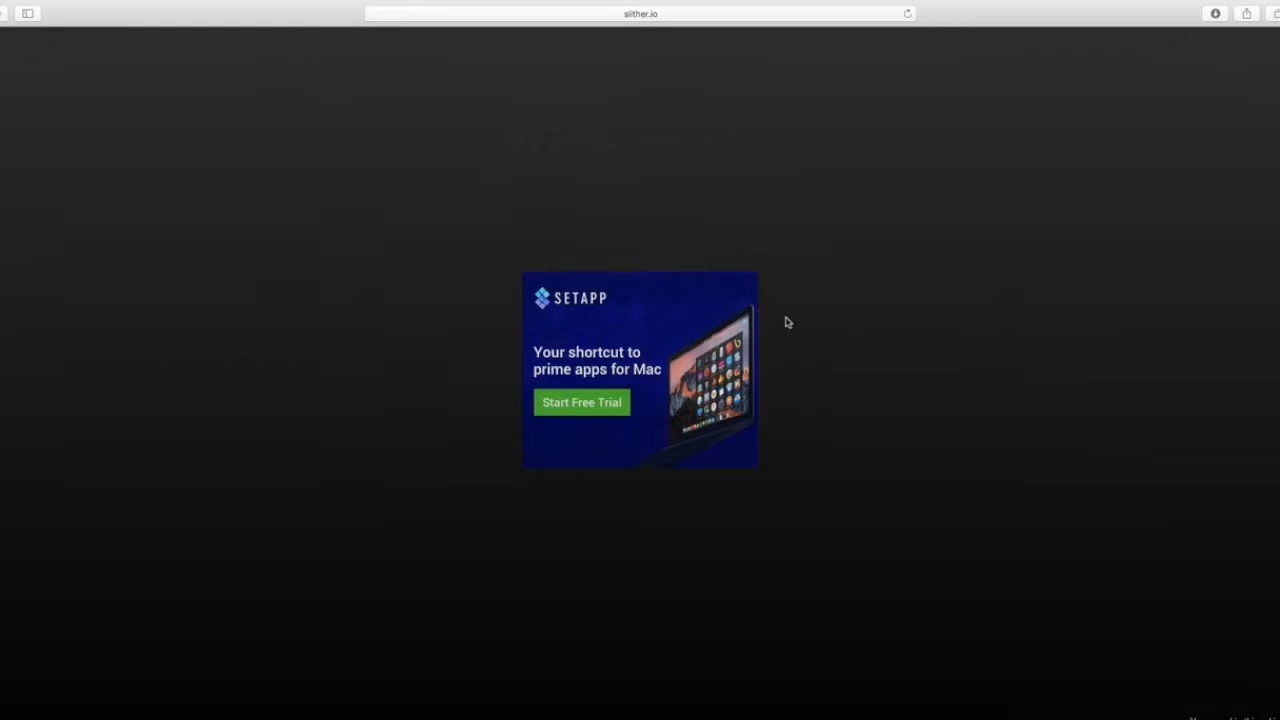 slither.io
SETAPP
Your shortcut to
prime apps for Mac
Start Free Trial